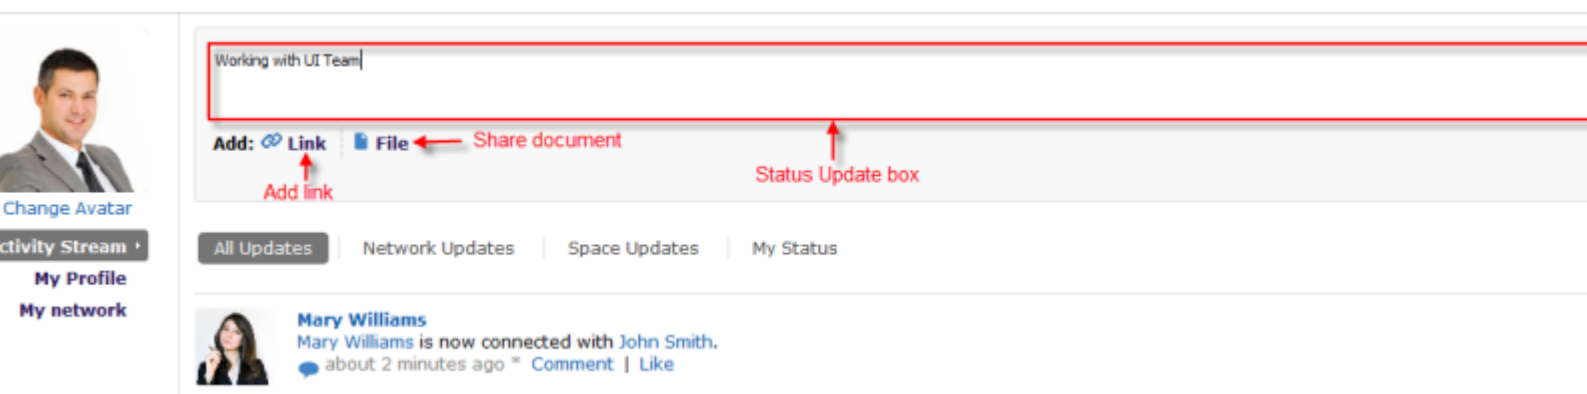 Working with UI Team
Add: Link File Share document
Add link
Status Update box
Change Avatar
ctivity Stream
My Profile
My network
All Updates Network Updates Space Updates My Status
Mary Williams
Mary Williams is now connected with John Smith.
about 2 minutes ago * Comment | Like